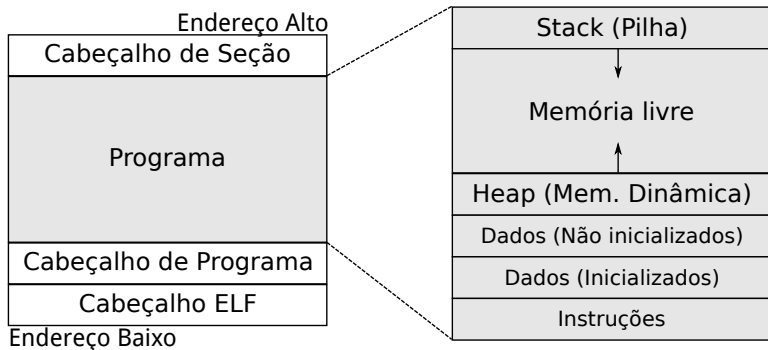 Endereço Alto
Cabeçalho de Seção
Programa
Cabeçalho de Programa
Cabeçalho ELF
Endereço Baixo
Stack (Pilha)
Memória livre
Heap (Mem. Dinâmica)
Dados (Não inicializados)
Dados (Inicializados)
Instruções